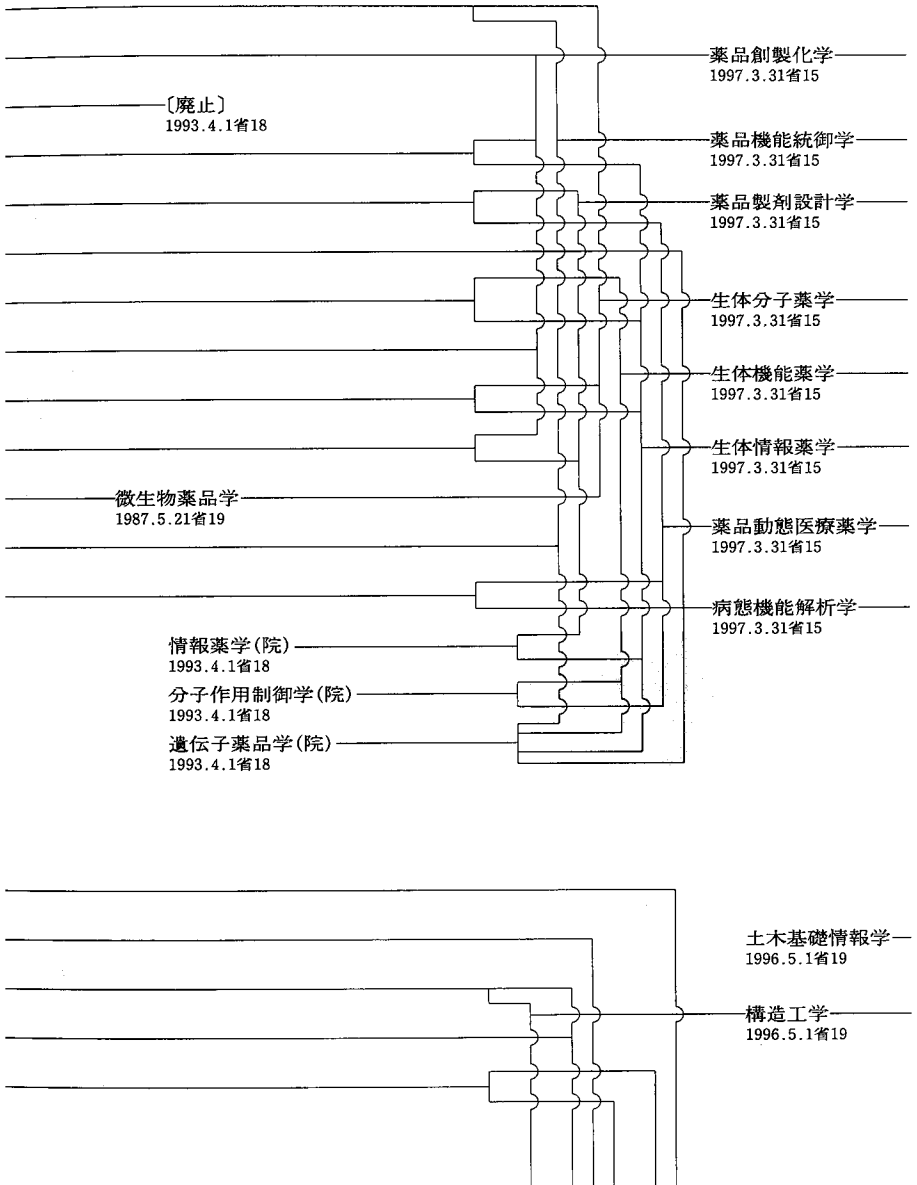 薬品創製化学
1997.3.31省15
〔廃止〕
1993.4.1省18
薬品機能統御学
1997.3.31省15
薬品製剤設計学
1997.3.31省15
生体分子薬学
1997.3.31省15
生体機能薬学
1997.3.31省15
生体情報薬学
1997.3.31省15
微生物薬品学
1987.5.21省19
薬品動態医療薬学
1997.3.31省15
病態機能解析学
1997.3.31省15
情報薬学(院)
1993.4.1省18
分子作用制御学(院)
1993.4.1省18
遺伝子薬品学(院)
1993.4.1省18
土木基礎情報学
1996.5.1省19
構造工学
1996.5.1省19